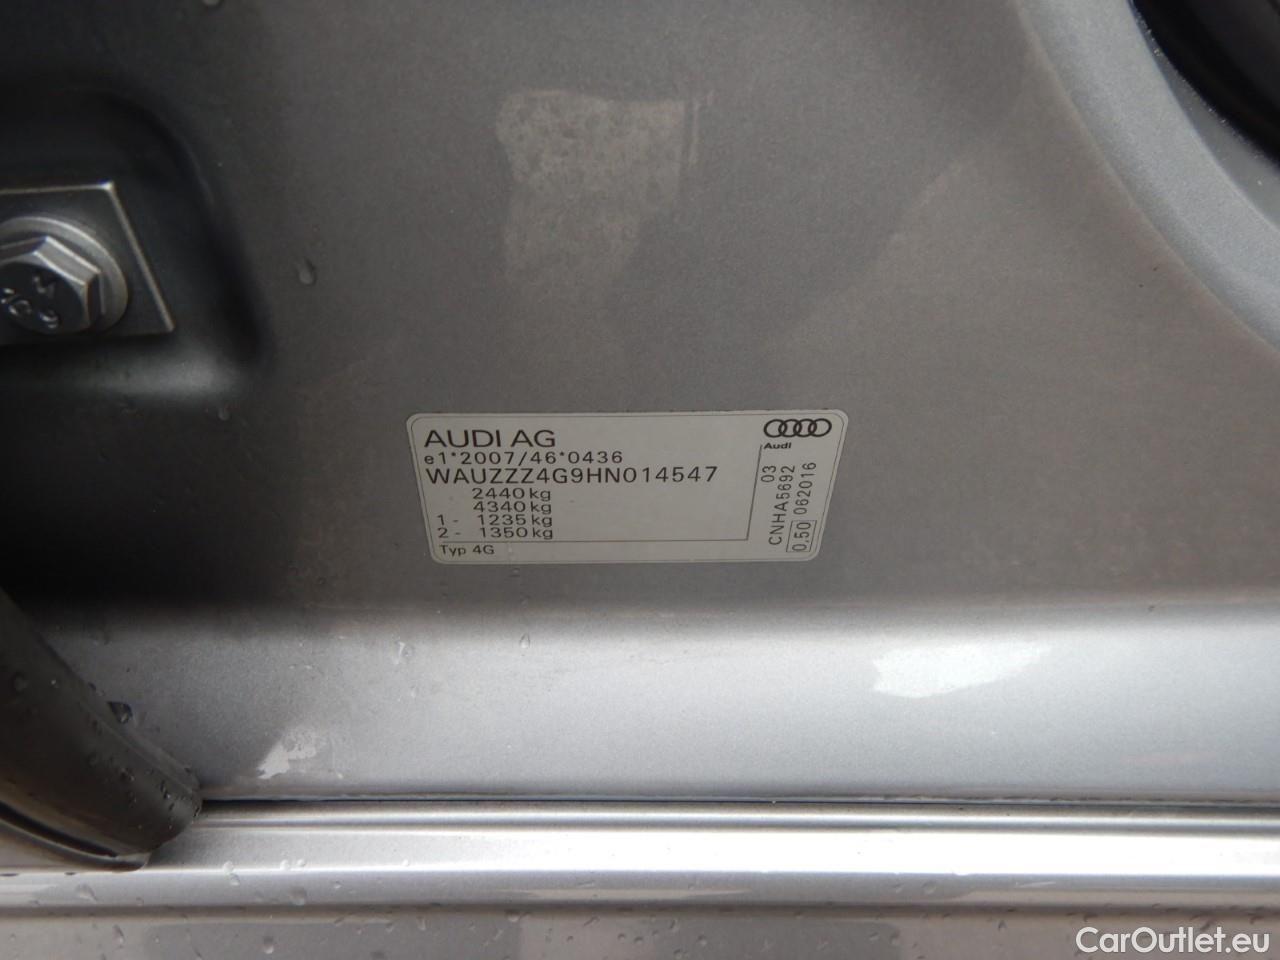 AUDI AG
e1*2007/46*0436
WAUZZZ4G9HN014547
2440 kg
4340 kg
1 - 1235 kg
2 - 1350 kg
Typ 4G
Audi
03
CNHA5692
0,50 062016
CarOutlet.eu